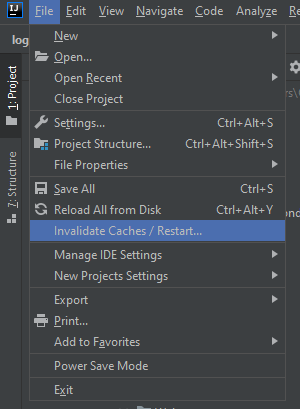 IJ File Edit View Navigate Code Analyze
log
1: Project
7: Structure
New
Open...
Open Recent
Close Project
Settings... Ctrl+Alt+S
Project Structure... Ctrl+Alt+Shift+S
File Properties
Save All Ctrl+S
Reload All from Disk Ctrl+Alt+Y
Invalidate Caches / Restart...
Manage IDE Settings
New Projects Settings
Export
Print...
Add to Favorites
Power Save Mode
Exit